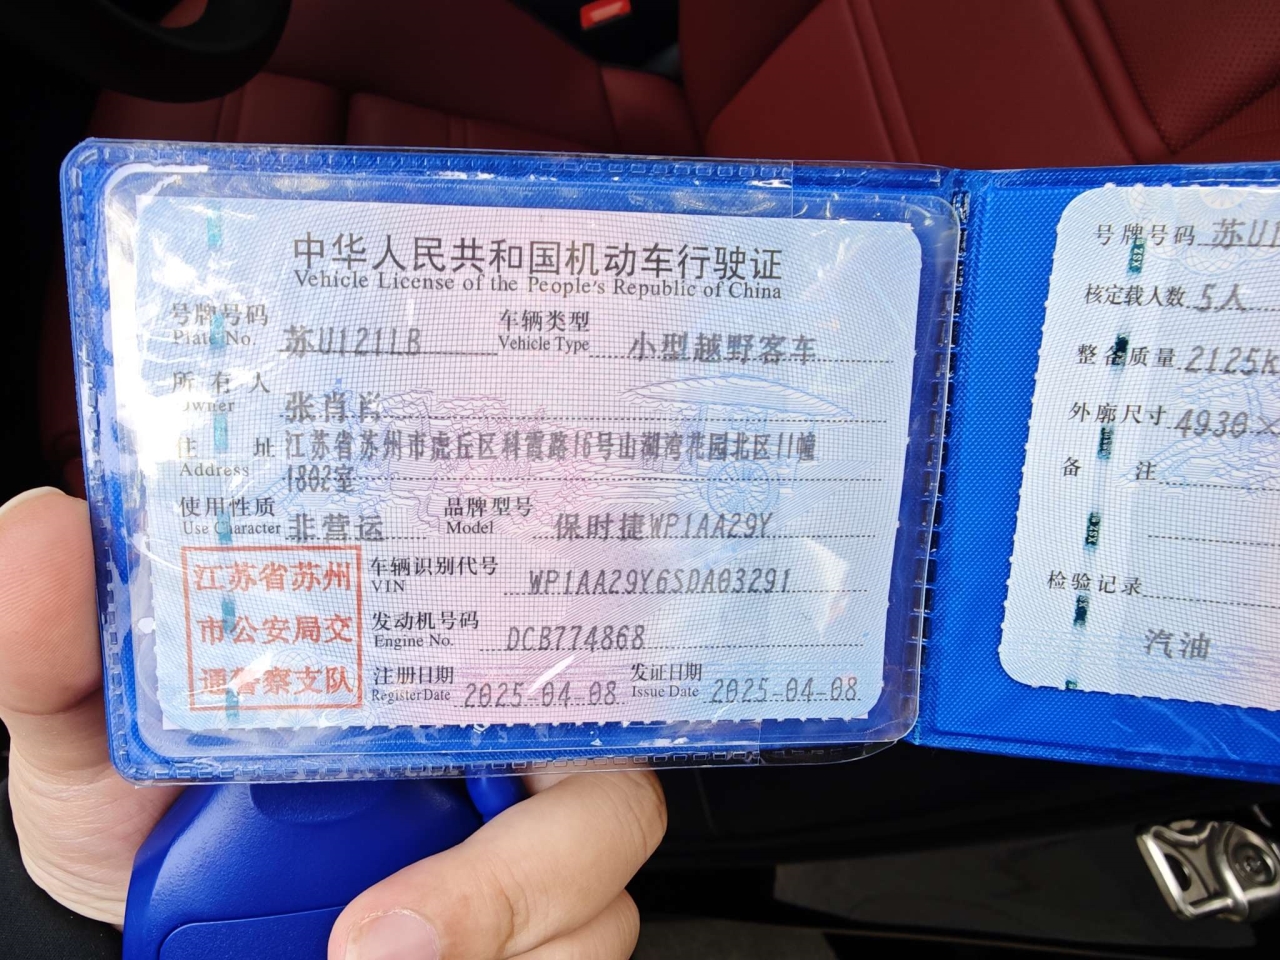 中华人民共和国机动车行驶证
Vehicle License of the People's Republic of China
号牌号码 苏U121LB 车辆类型 小型越野客车
Plate No. Vehicle Type
所有人 张肖肖
Owner
住址 江苏省苏州市虎丘区科霞路16号山湖湾花园北区11幢
Address 1802室
使用性质 非营运 品牌型号 保时捷WP1AA29Y
Use Character Model
江苏省苏州
市公安局交
通警察支队
车辆识别代号 WP1AA29Y6SDA03291
VIN
发动机号码 DCB774868
Engine No.
注册日期 2025-04-08 发证日期 2025-04-08
Register Date Issue Date
号牌号码 苏U1
核定载人数 5人
整备质量 2125K
外廓尺寸 4930×
备注
检验记录
汽油